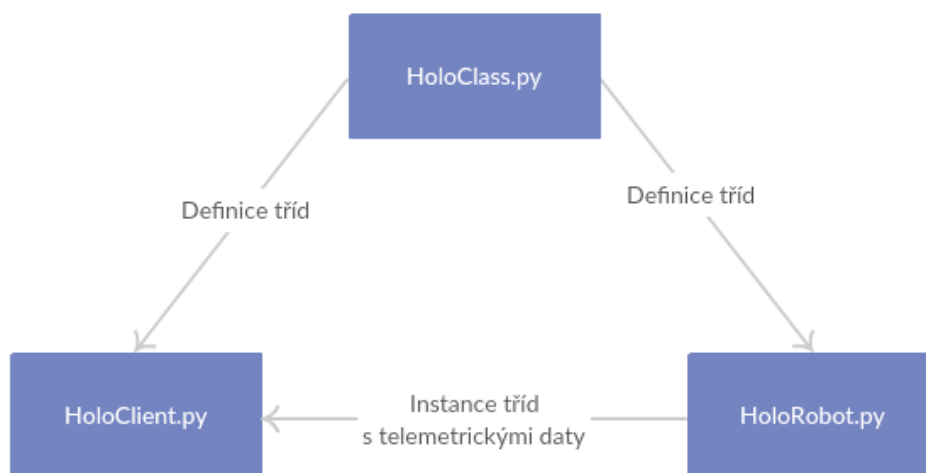 HoloClass.py
Definice tříd
Definice tříd
HoloClient.py
Instance tříd
s telemetrickými daty
HoloRobot.py